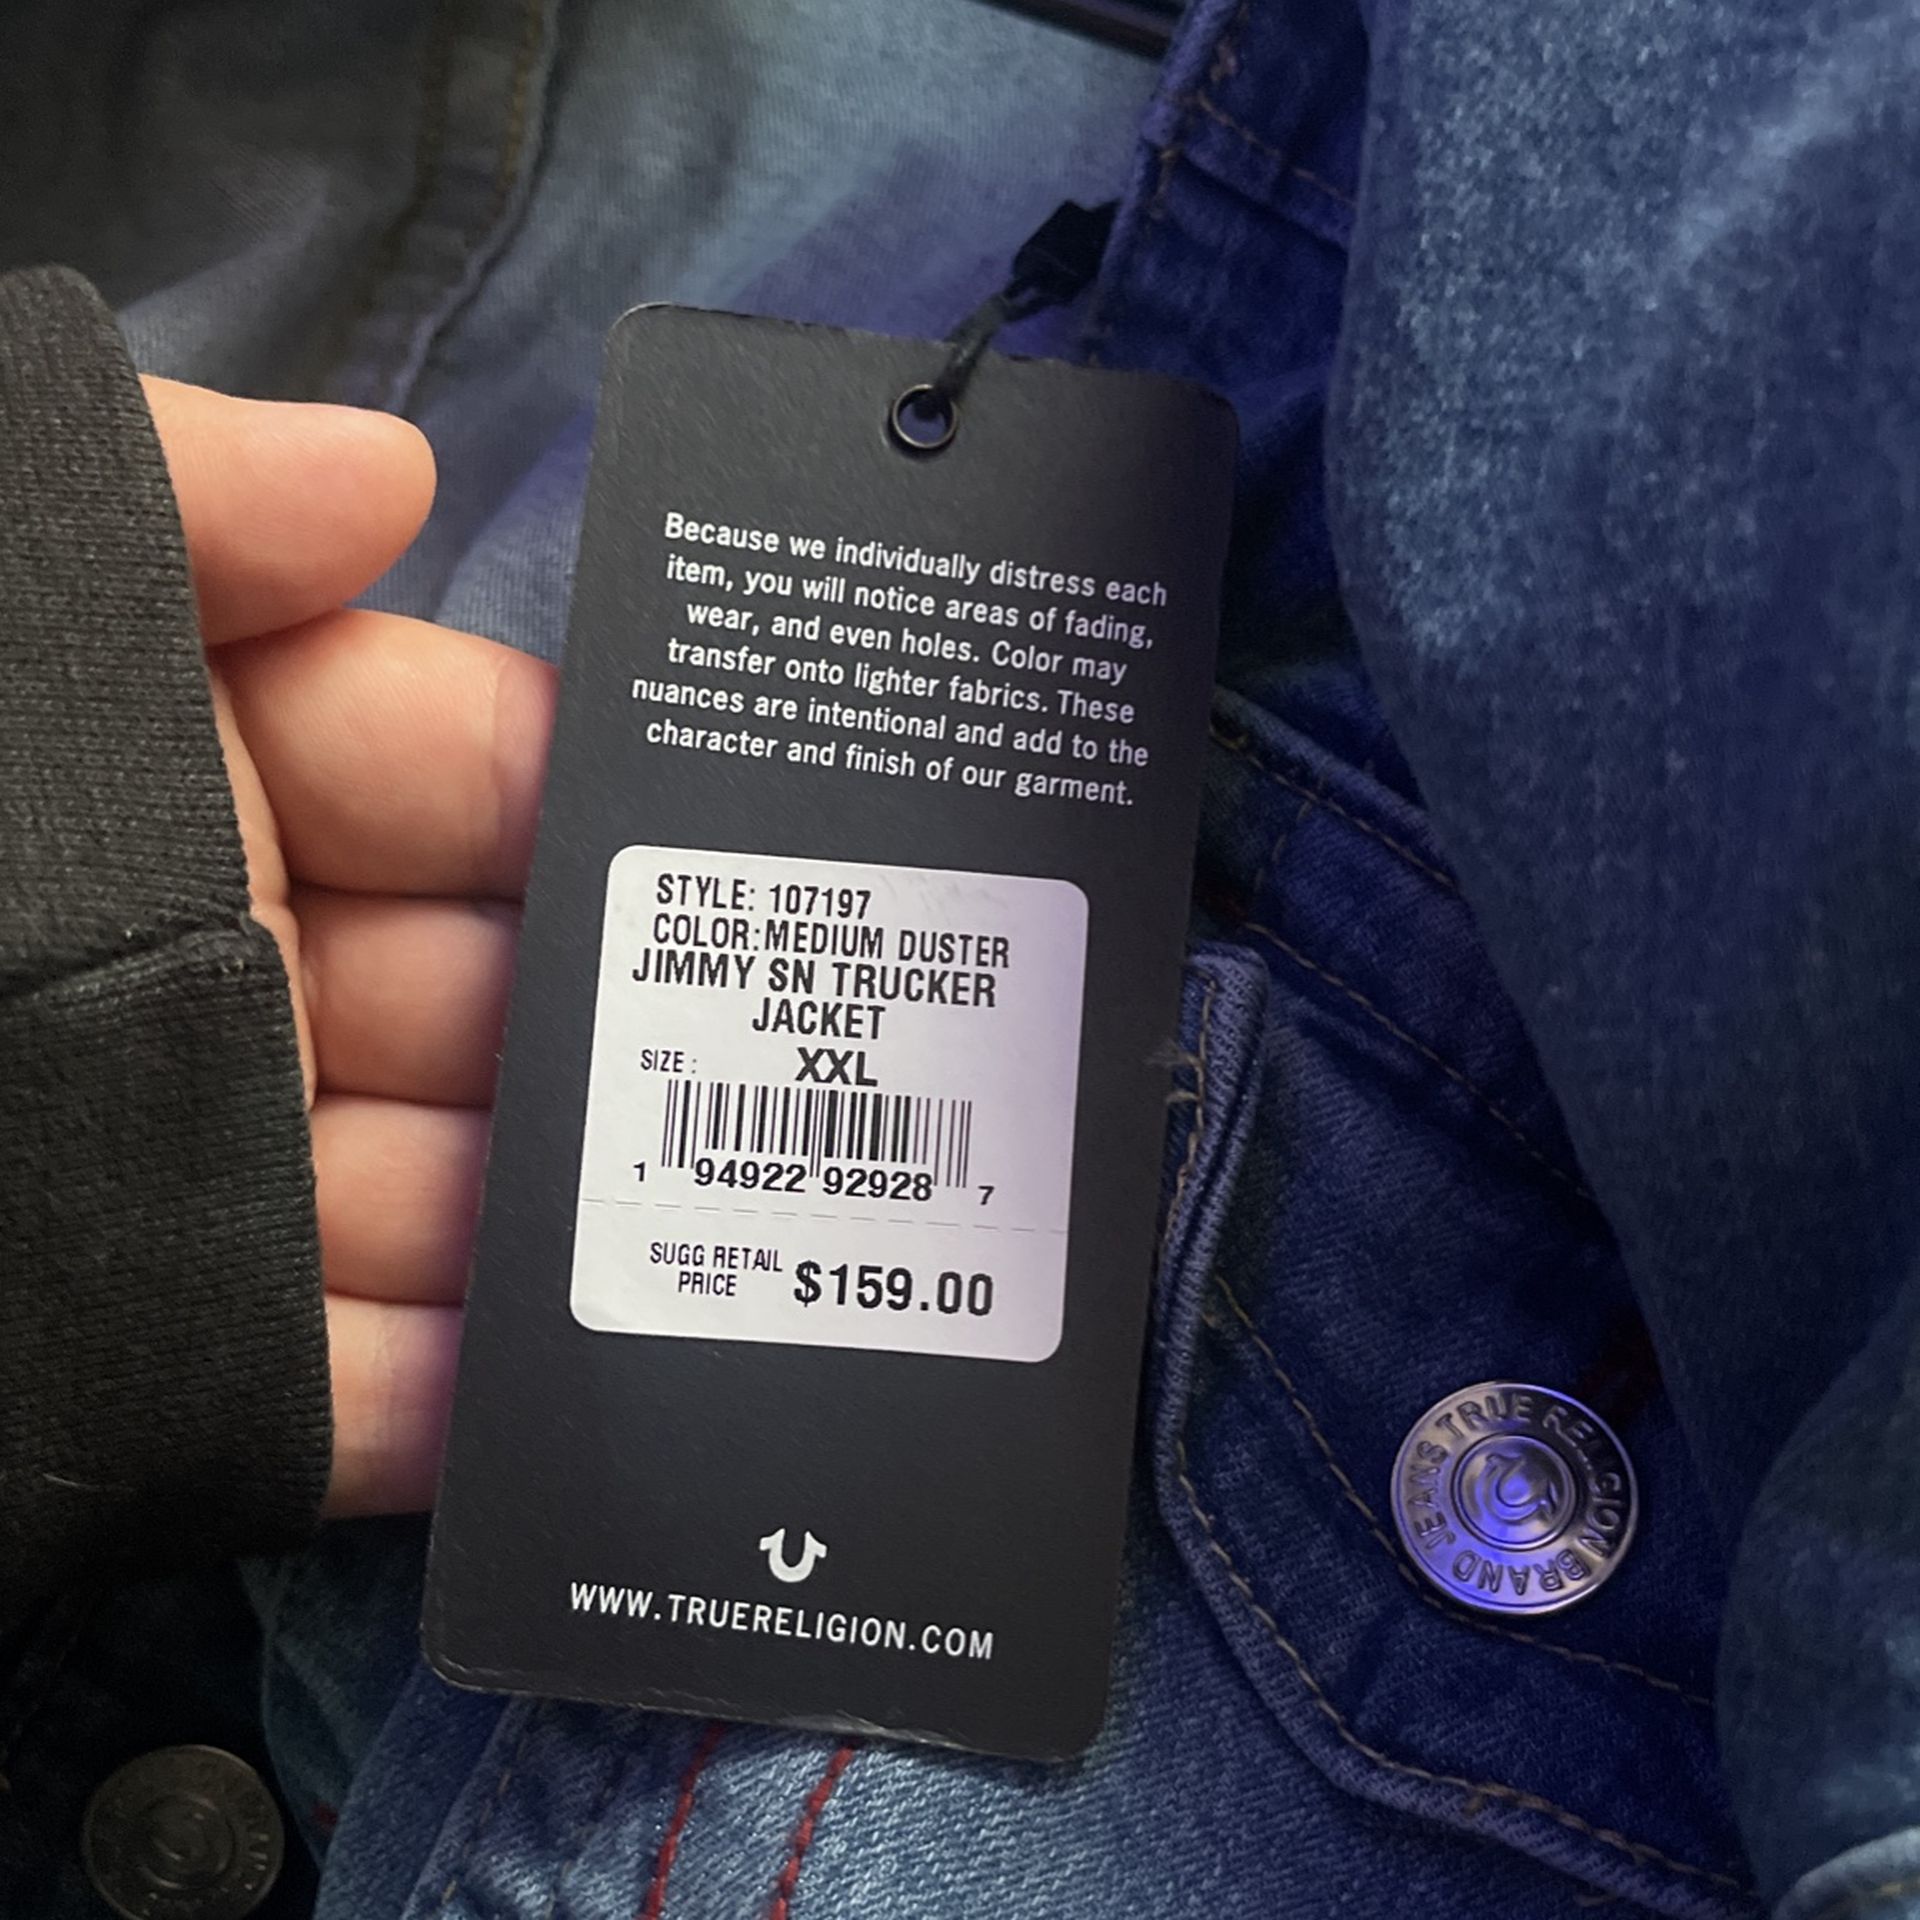 Because we individually distress each
item, you will notice areas of fading,
wear, and even holes. Color may
transfer onto lighter fabrics. These
nuances are intentional and add to the
character and finish of our garment.
STYLE: 107197
COLOR:MEDIUM DUSTER
JIMMY SN TRUCKER
JACKET
SIZE : XXL
1 94922 92928 7
SUGG RETAIL
PRICE $159.00
WWW.TRUERELIGION.COM
TRUE RELIGION BRAND JEANS